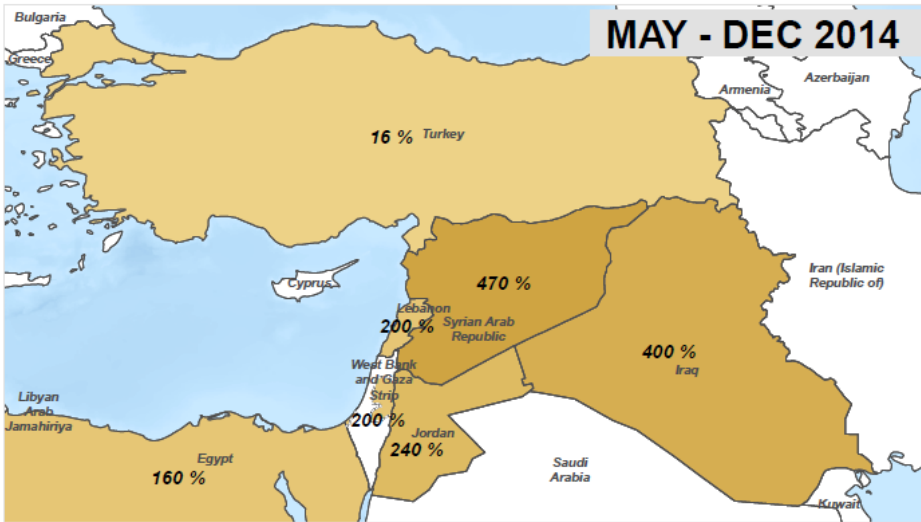 Bulgaria
MAY - DEC 2014
Greece
Azerbaijan
Armenia
16 % Turkey
Iran (Islamic
Republic of)
Cyprus
470 %
Lebanon
200 %
Syrian Arab
Republic
400 %
Iraq
West Bank
and Gaza
Strip
200 %
Libyan
Arab
Jamahiriya
Jordan
240 %
Egypt
160 %
Saudi
Arabia
Kuwait